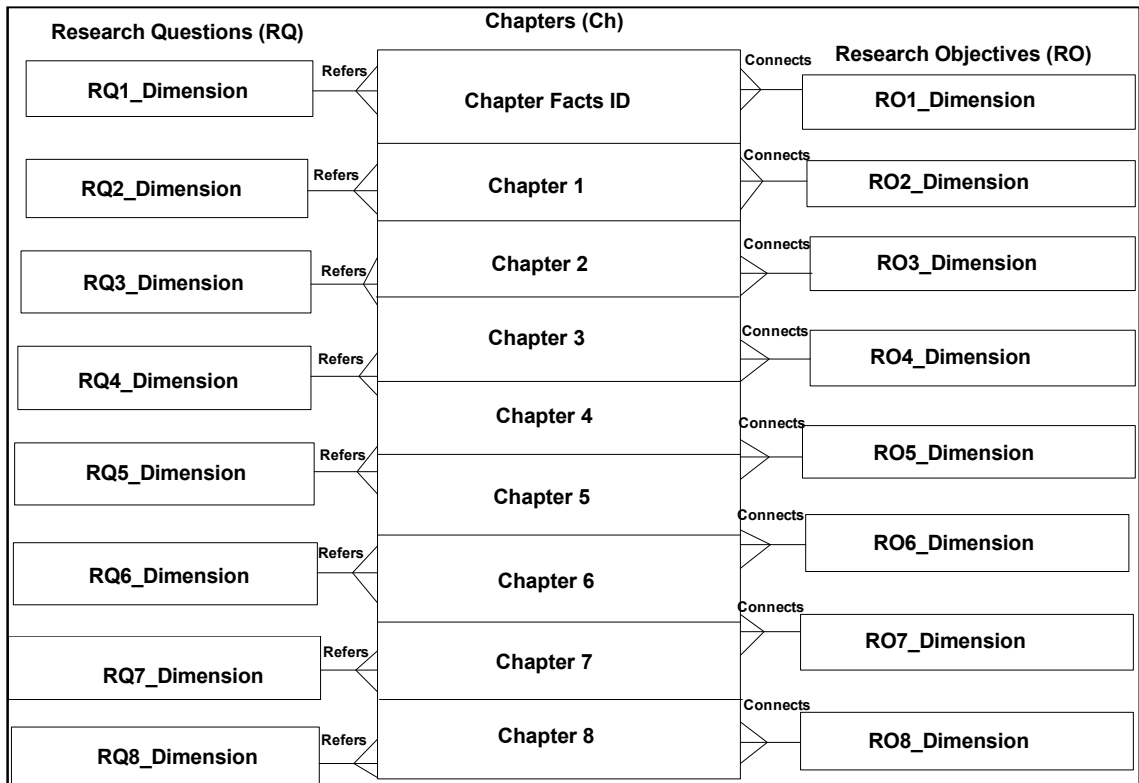 Research Questions (RQ)
Chapters (Ch)
Research Objectives (RO)
RQ1_Dimension
Refers
Chapter Facts ID
Connects
RO1_Dimension
RQ2_Dimension
Refers
Chapter 1
Connects
RO2_Dimension
RQ3_Dimension
Refers
Chapter 2
Connects
RO3_Dimension
RQ4_Dimension
Refers
Chapter 3
Connects
RO4_Dimension
RQ5_Dimension
Refers
Chapter 4
Connects
RO5_Dimension
Chapter 5
RQ6_Dimension
Refers
Connects
RO6_Dimension
Chapter 6
RQ7_Dimension
Refers
Chapter 7
Connects
RO7_Dimension
RQ8_Dimension
Refers
Chapter 8
Connects
RO8_Dimension